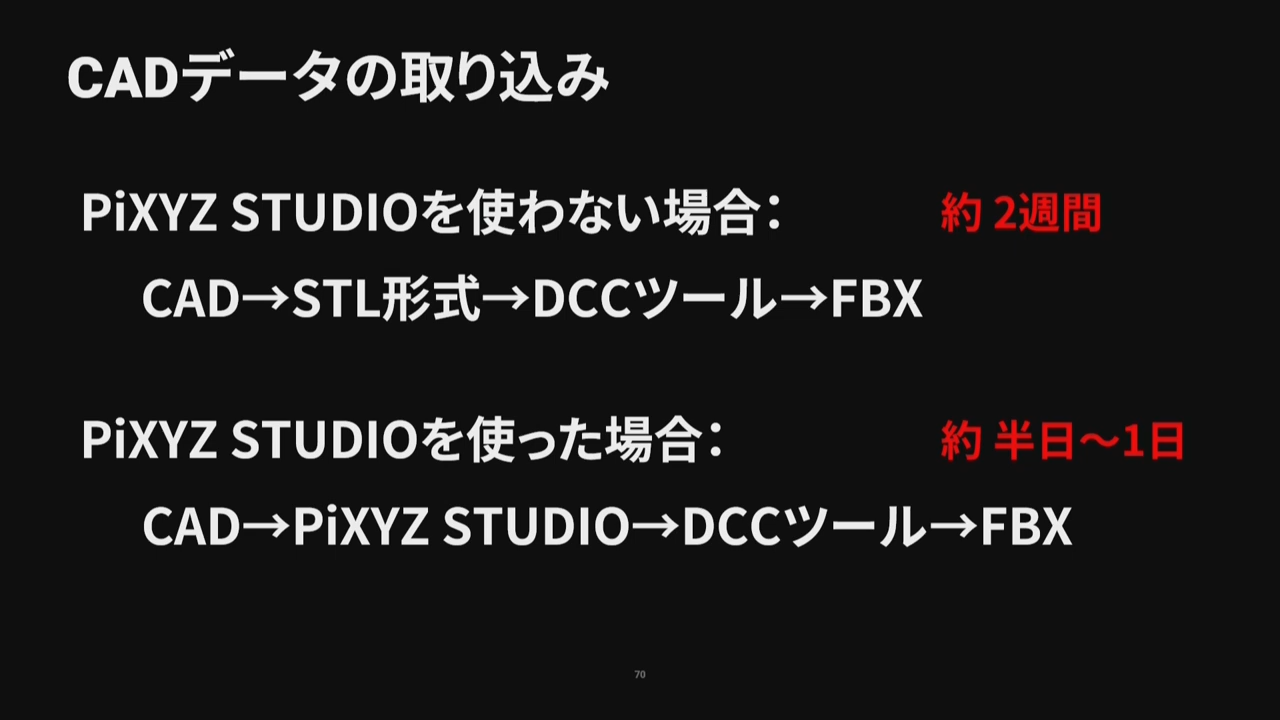 CADデータの取り込み
PiXYZ STUDIOを使わない場合： 約 2週間
CAD→STL形式→DCCツール→FBX
PiXYZ STUDIOを使った場合： 約 半日～1日
CAD→PiXYZ STUDIO→DCCツール→FBX
70